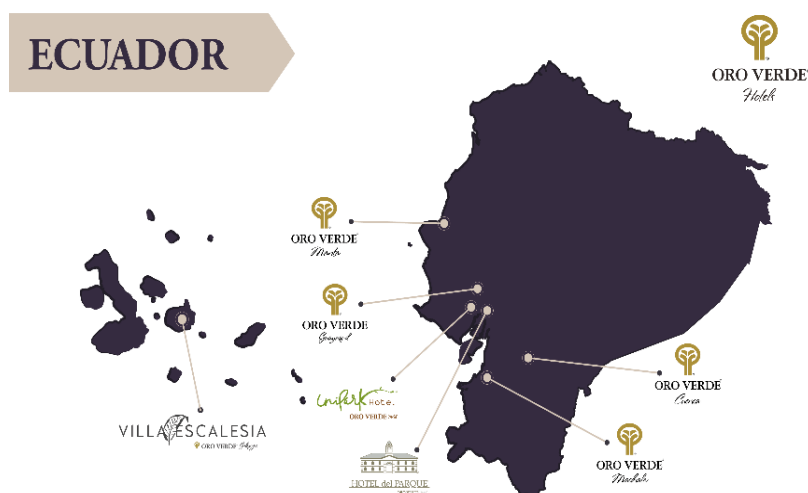 ECUADOR
ORO VERDE
Hotels
ORO VERDE
Manta
ORO VERDE
Guayaquil
UniPark Hotel
ORO VERDE
VILLA ESCALESIA
ORO VERDE
HOTEL del PARQUE
ORO VERDE
Cuenca
ORO VERDE
Machala